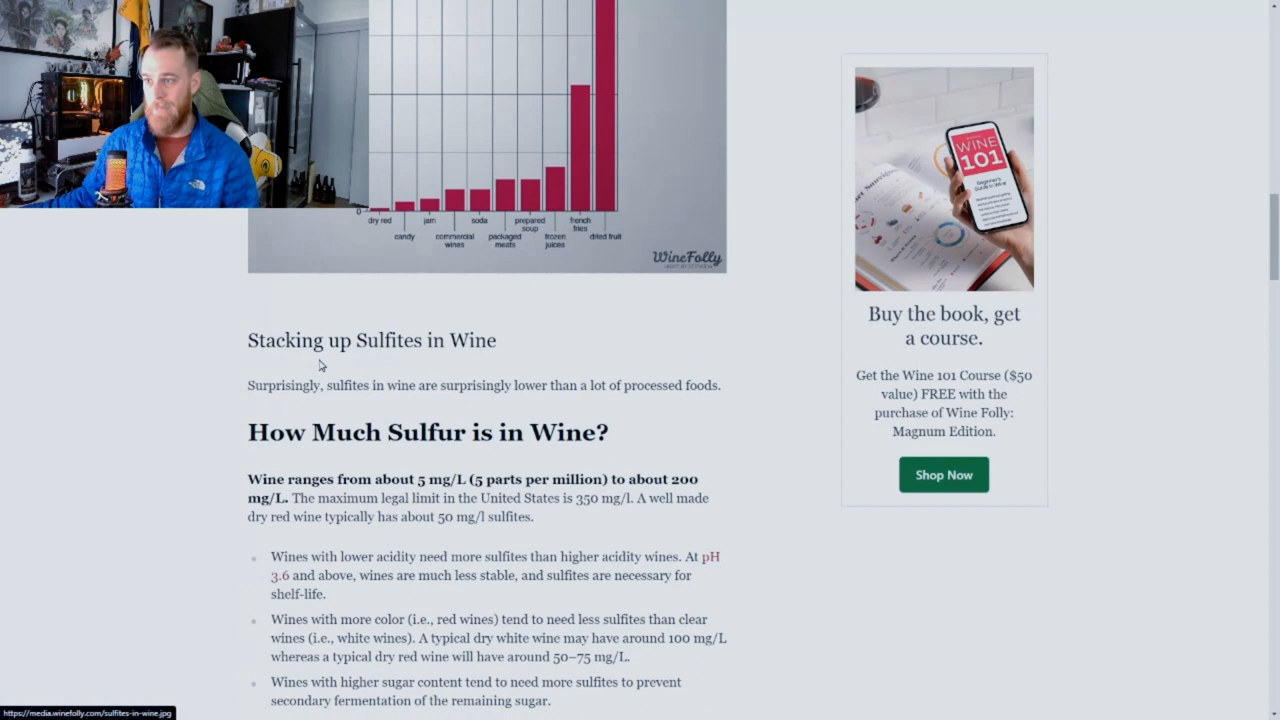 0
dry red
candy
jam
commercial
wines
soda
packaged
meats
prepared
soup
frozen
juices
french
fries
dried fruit
WineFolly
Stacking up Sulfites in Wine
Surprisingly, sulfites in wine are surprisingly lower than a lot of processed foods.
How Much Sulfur is in Wine?
Wine ranges from about 5 mg/L (5 parts per million) to about 200
mg/L. The maximum legal limit in the United States is 350 mg/l. A well made
dry red wine typically has about 50 mg/l sulfites.
Wines with lower acidity need more sulfites than higher acidity wines. At pH
3.6 and above, wines are much less stable, and sulfites are necessary for
shelf-life.
Wines with more color (i.e., red wines) tend to need less sulfites than clear
wines (i.e., white wines). A typical dry white wine may have around 100 mg/L
whereas a typical dry red wine will have around 50–75 mg/L.
Wines with higher sugar content tend to need more sulfites to prevent
secondary fermentation of the remaining sugar.
WINE
101
Beginner's
Guide to Wine
Buy the book, get
a course.
Get the Wine 101 Course ($50
value) FREE with the
purchase of Wine Folly:
Magnum Edition.
Shop Now
https://media.winefolly.com/sulfites-in-wine.jpg